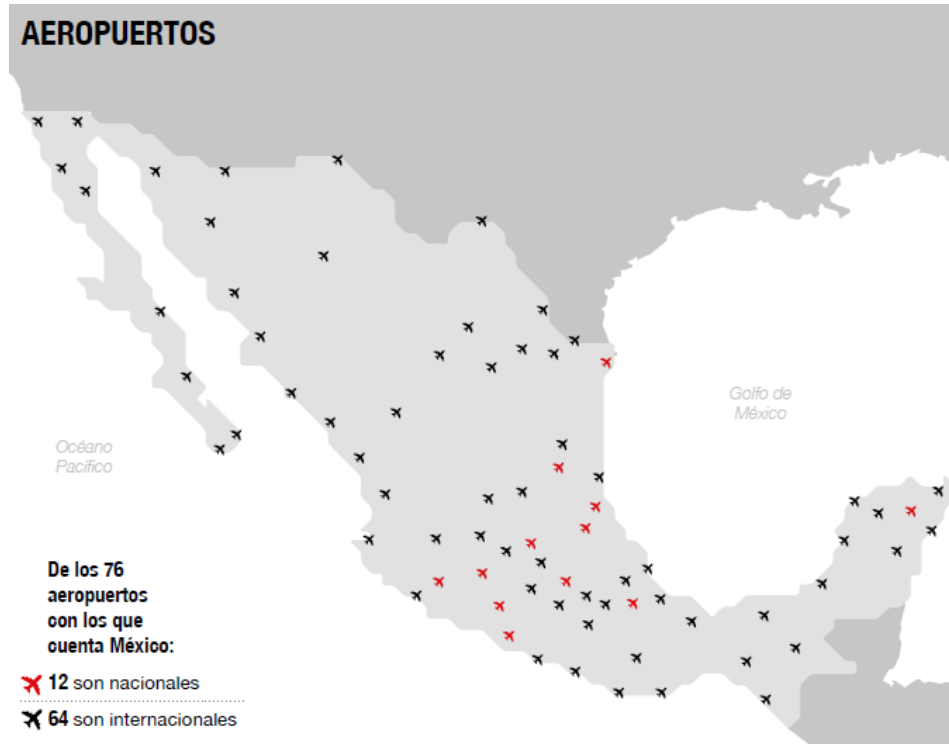 AEROPUERTOS
Golfo de
México
Océano
Pacífico
De los 76
aeropuertos
con los que
cuenta México:
12 son nacionales
64 son internacionales